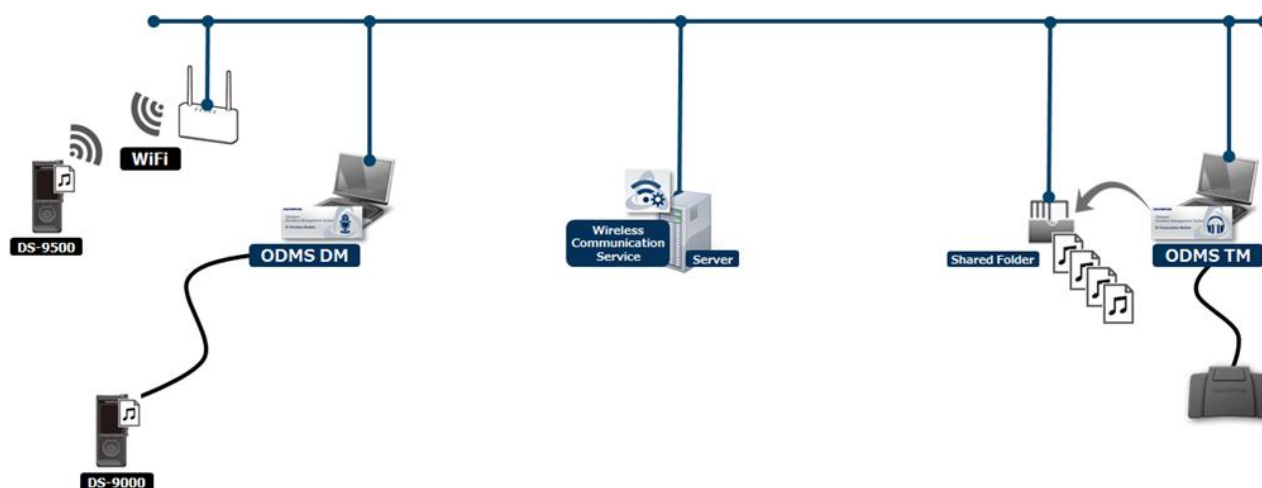 WiFi
DS-9500
ODMS DM
Wireless
Communication
Service
Server
Shared Folder
ODMS TM
DS-9000